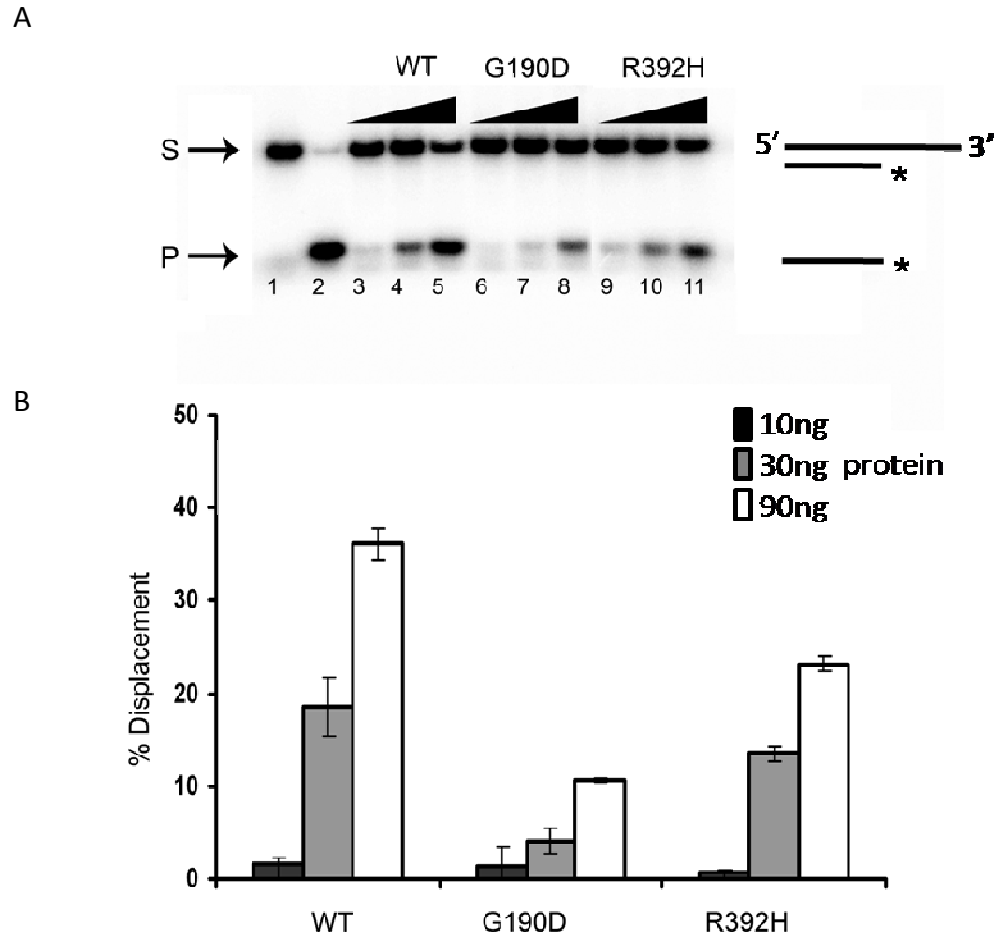 A
WT G190D R392H
S 5′ 3′
*
P *
1 2 3 4 5 6 7 8 9 10 11
B
50
40
30
20
10
0
% Displacement
10ng
30ng protein
90ng
WT G190D R392H